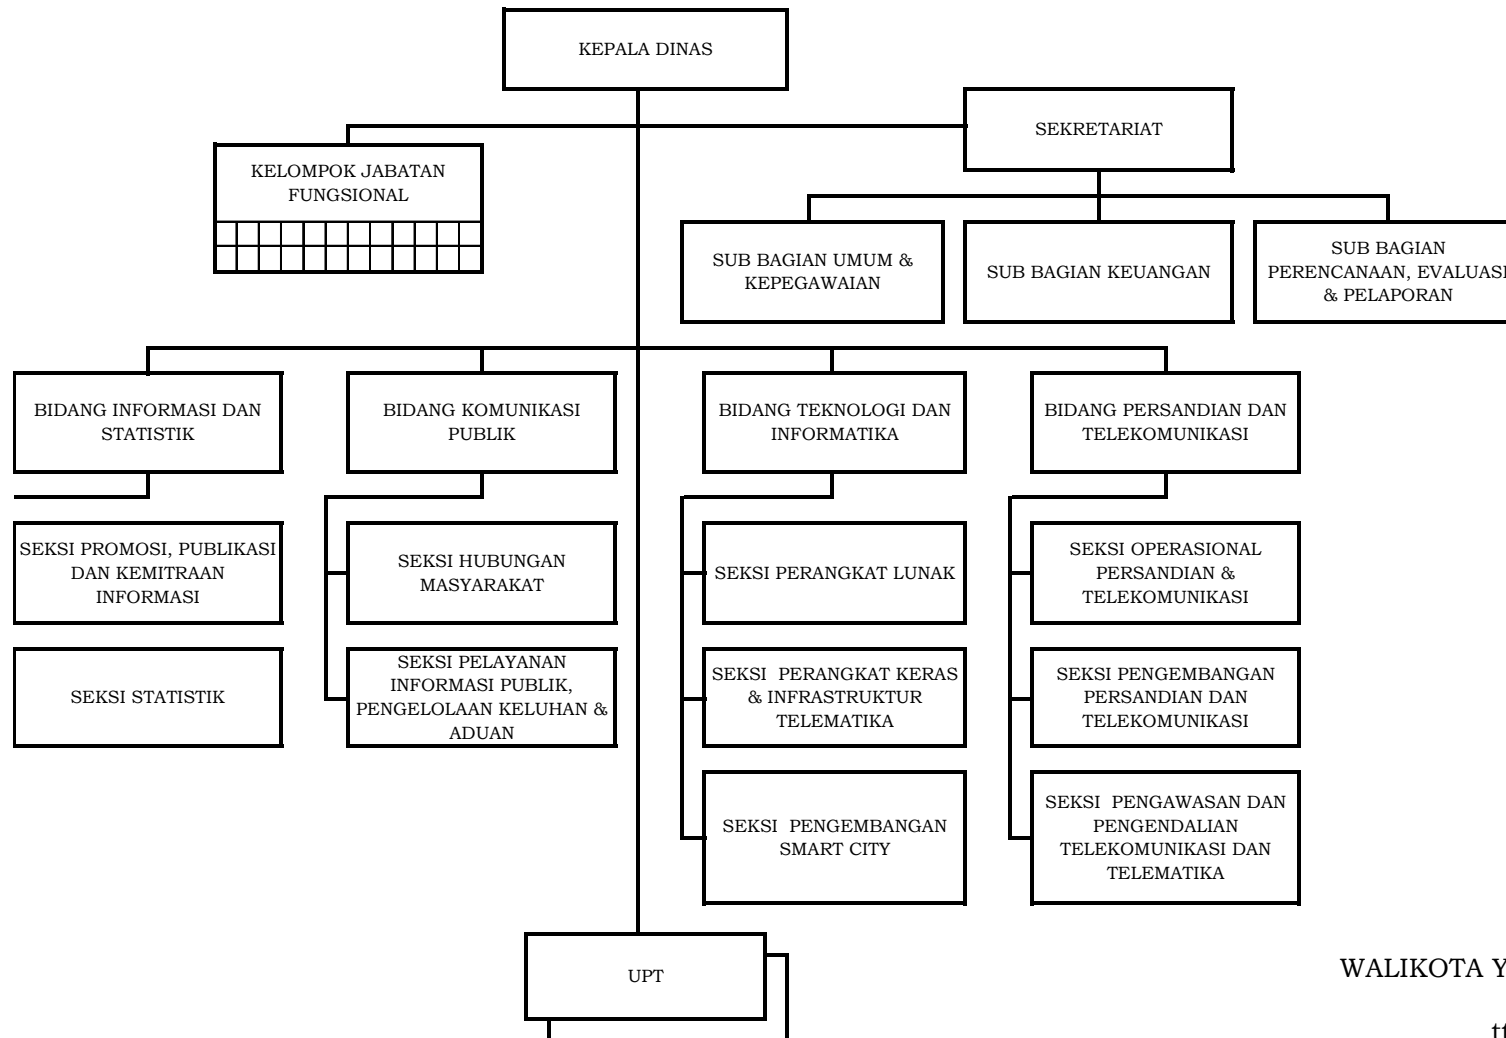 KEPALA DINAS
SEKRETARIAT
KELOMPOK JABATAN
FUNGSIONAL
SUB BAGIAN UMUM &
KEPEGAWAIAN
SUB BAGIAN KEUANGAN
SUB BAGIAN
PERENCANAAN, EVALUASI
& PELAPORAN
BIDANG INFORMASI DAN
STATISTIK
BIDANG KOMUNIKASI
PUBLIK
BIDANG TEKNOLOGI DAN
INFORMATIKA
BIDANG PERSANDIAN DAN
TELEKOMUNIKASI
SEKSI PROMOSI, PUBLIKASI
DAN KEMITRAAN
INFORMASI
SEKSI HUBUNGAN
MASYARAKAT
SEKSI PERANGKAT LUNAK
SEKSI OPERASIONAL
PERSANDIAN &
TELEKOMUNIKASI
SEKSI STATISTIK
SEKSI PELAYANAN
INFORMASI PUBLIK,
PENGELOLAAN KELUHAN &
ADUAN
SEKSI  PERANGKAT KERAS
& INFRASTRUKTUR
TELEMATIKA
SEKSI PENGEMBANGAN
PERSANDIAN DAN
TELEKOMUNIKASI
SEKSI  PENGEMBANGAN
SMART CITY
SEKSI  PENGAWASAN DAN
PENGENDALIAN
TELEKOMUNIKASI DAN
TELEMATIKA
UPT
WALIKOTA Y